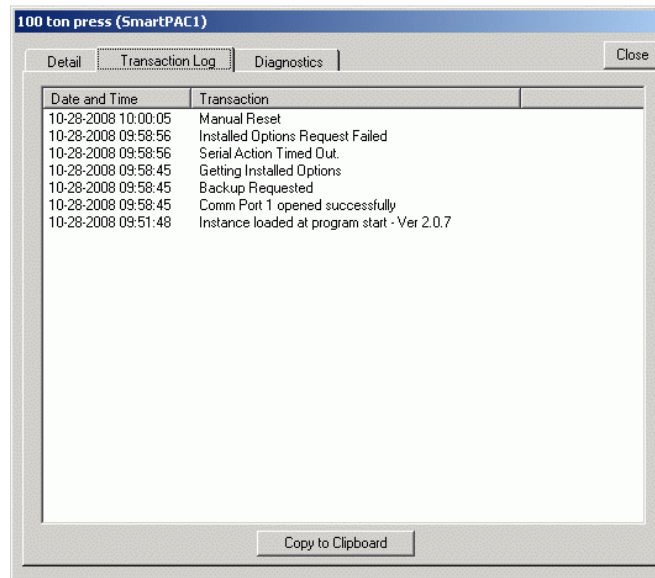 100 ton press (SmartPAC1)
Detail Transaction Log Diagnostics Close
Date and Time Transaction
10-28-2008 10:00:05 Manual Reset
10-28-2008 09:58:56 Installed Options Request Failed
10-28-2008 09:58:56 Serial Action Timed Out.
10-28-2008 09:58:45 Getting Installed Options
10-28-2008 09:58:45 Backup Requested
10-28-2008 09:58:45 Comm Port 1 opened successfully
10-28-2008 09:51:48 Instance loaded at program start - Ver 2.0.7
Copy to Clipboard